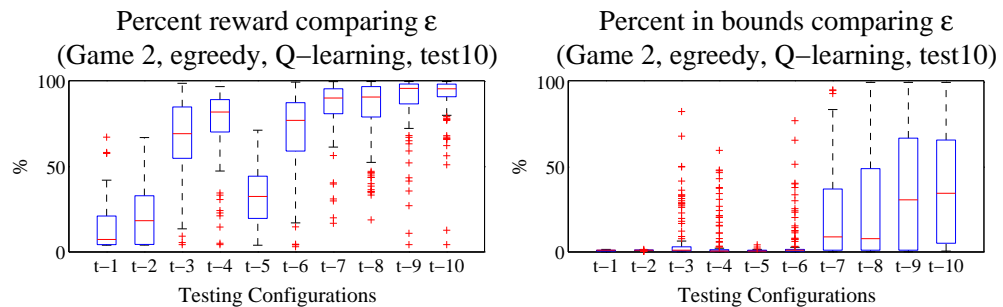 Percent reward comparing ε
(Game 2, egreedy, Q−learning, test10)
100
50
0
%
t−1 t−2 t−3 t−4 t−5 t−6 t−7 t−8 t−9 t−10
Testing Configurations
Percent in bounds comparing ε
(Game 2, egreedy, Q−learning, test10)
100
50
0
%
t−1 t−2 t−3 t−4 t−5 t−6 t−7 t−8 t−9 t−10
Testing Configurations